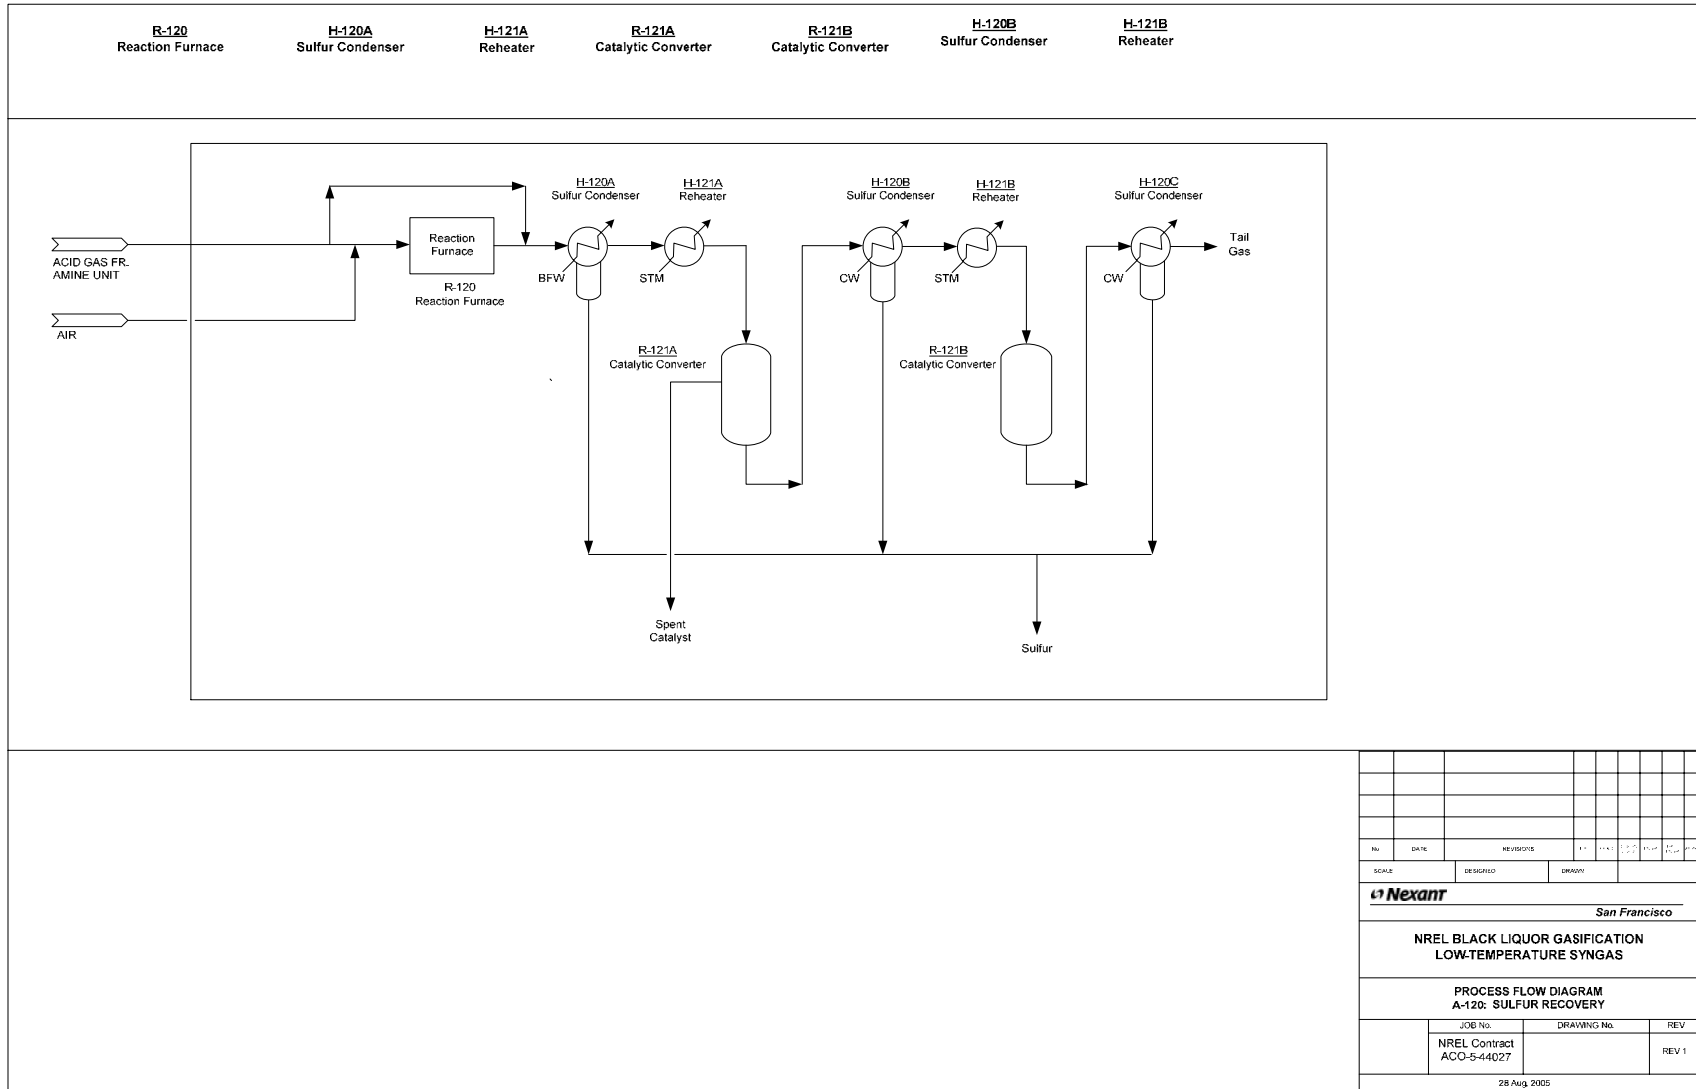 R-120
Reaction Furnace
H-120A
Sulfur Condenser
H-121A
Reheater
R-121A
Catalytic Converter
R-121B
Catalytic Converter
H-120B
Sulfur Condenser
H-121B
Reheater
H-120A
Sulfur Condenser
H-121A
Reheater
H-120B
Sulfur Condenser
H-121B
Reheater
H-120C
Sulfur Condenser
ACID GAS FR.
AMINE UNIT
AIR
Reaction
Furnace
R-120
Reaction Furnace
BFW
STM
CW
STM
CW
Tail
Gas
R-121A
Catalytic Converter
R-121B
Catalytic Converter
Spent
Catalyst
Sulfur
No
DATE
REVISIONS
SCALE
DESIGNED
DRAWN
Nexant
San Francisco
NREL BLACK LIQUOR GASIFICATION
LOW-TEMPERATURE SYNGAS
PROCESS FLOW DIAGRAM
A-120: SULFUR RECOVERY
JOB No.
DRAWING No.
REV
NREL Contract
ACO-5-44027
REV 1
28 Aug, 2005